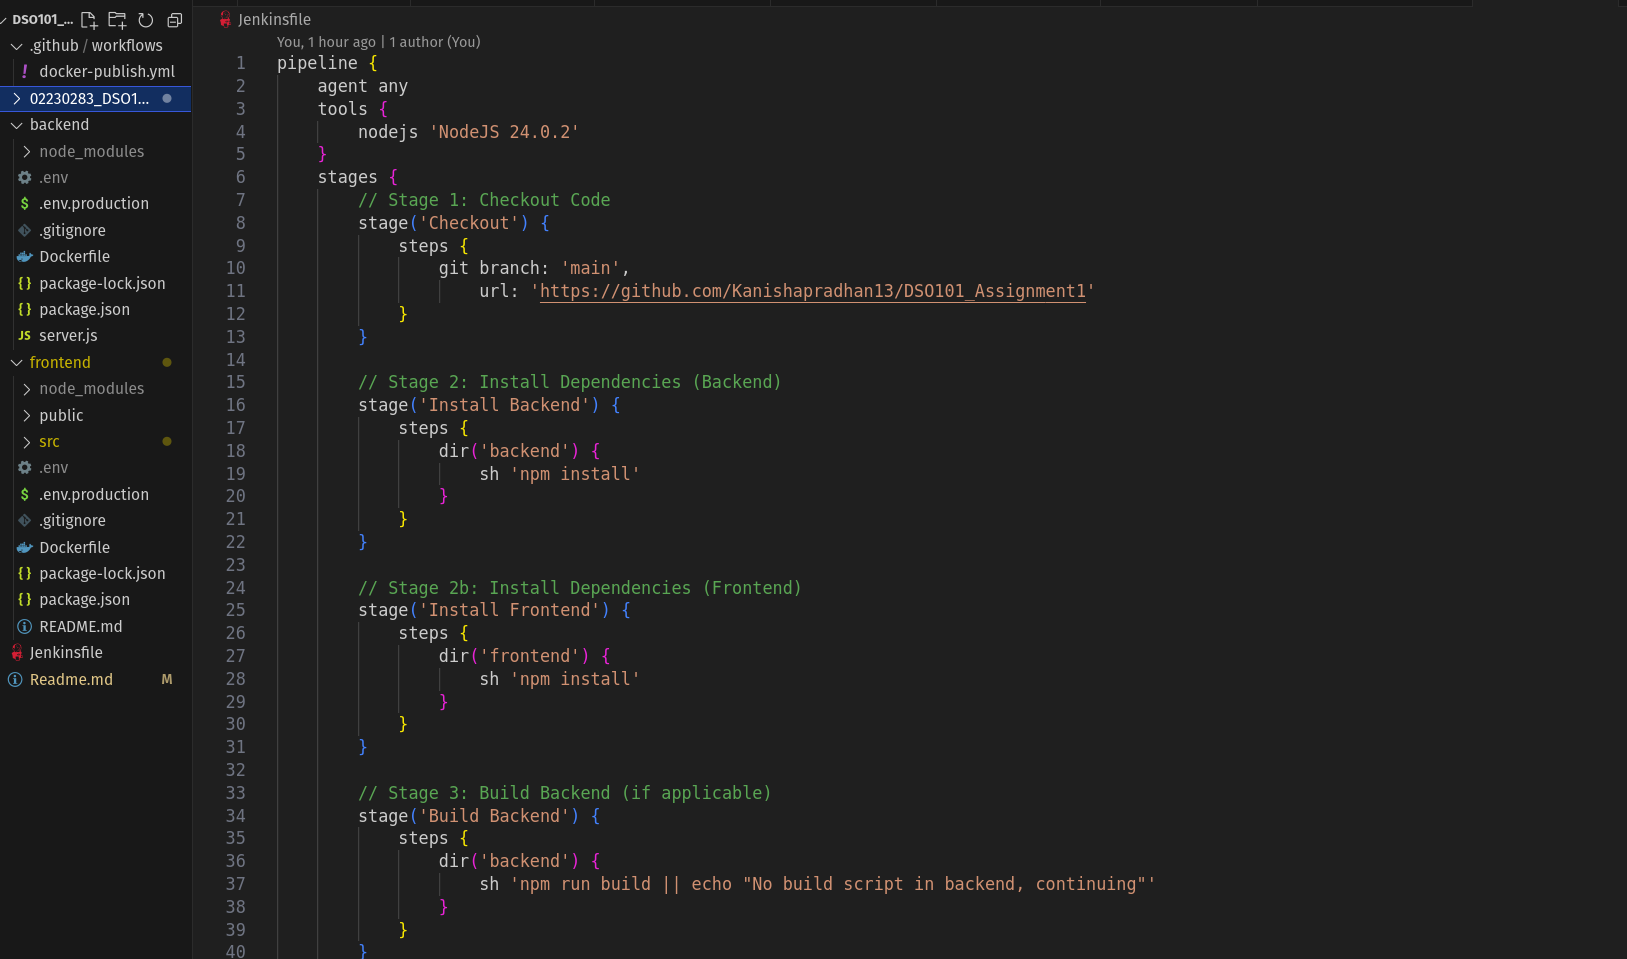 DSO101_...
.github / workflows
! docker-publish.yml
02230283_DSO1...
backend
node_modules
.env
$ .env.production
.gitignore
Dockerfile
{} package-lock.json
{} package.json
JS server.js
frontend
node_modules
public
src
.env
$ .env.production
.gitignore
Dockerfile
{} package-lock.json
{} package.json
README.md
Jenkinsfile
Readme.md M
Jenkinsfile
You, 1 hour ago | 1 author (You)
1 pipeline {
2     agent any
3     tools {
4         nodejs 'NodeJS 24.0.2'
5     }
6     stages {
7         // Stage 1: Checkout Code
8         stage('Checkout') {
9             steps {
10                 git branch: 'main',
11                     url: 'https://github.com/Kanishapradhan13/DSO101_Assignment1'
12             }
13         }
14
15         // Stage 2: Install Dependencies (Backend)
16         stage('Install Backend') {
17             steps {
18                 dir('backend') {
19                     sh 'npm install'
20                 }
21             }
22         }
23
24         // Stage 2b: Install Dependencies (Frontend)
25         stage('Install Frontend') {
26             steps {
27                 dir('frontend') {
28                     sh 'npm install'
29                 }
30             }
31         }
32
33         // Stage 3: Build Backend (if applicable)
34         stage('Build Backend') {
35             steps {
36                 dir('backend') {
37                     sh 'npm run build || echo "No build script in backend, continuing"'
38                 }
39             }
40         }